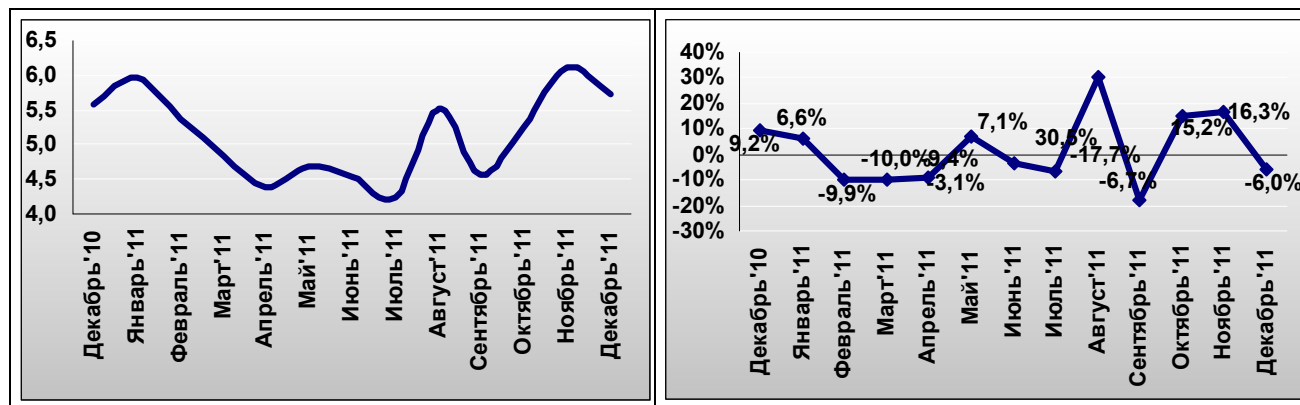 6,5
6,0
5,5
5,0
4,5
4,0
Декабрь'10
Январь'11
Февраль'11
Март'11
Апрель'11
Май'11
Июнь'11
Июль'11
Август'11
Сентябрь'11
Октябрь'11
Ноябрь'11
Декабрь'11
40%
30%
20%
10%
0%
-10%
-20%
-30%
9,2%
6,6%
-9,9%
-10,0%
-9,4%
7,1%
-3,1%
-6,7%
30,5%
-17,7%
15,2%
16,3%
-6,0%
Декабрь'10
Январь'11
Февраль'11
Март'11
Апрель'11
Май'11
Июнь'11
Июль'11
Август'11
Сентябрь'11
Октябрь'11
Ноябрь'11
Декабрь'11